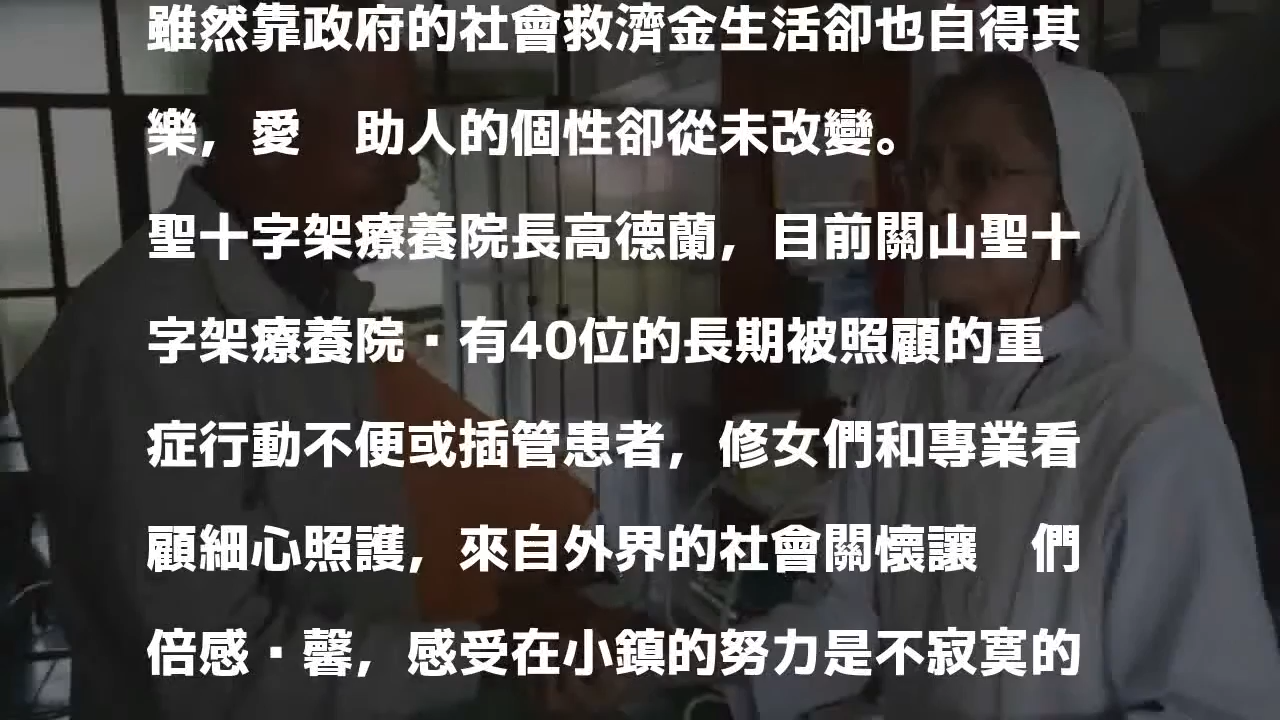 雖然靠政府的社會救濟金生活卻也自得其
樂，愛　助人的個性卻從未改變。
聖十字架療養院長高德蘭，目前關山聖十
字架療養院▪有40位的長期被照顧的重
症行動不便或插管患者，修女們和專業看
顧細心照護，來自外界的社會關懷讓　們
倍感▪馨，感受在小鎮的努力是不寂寞的